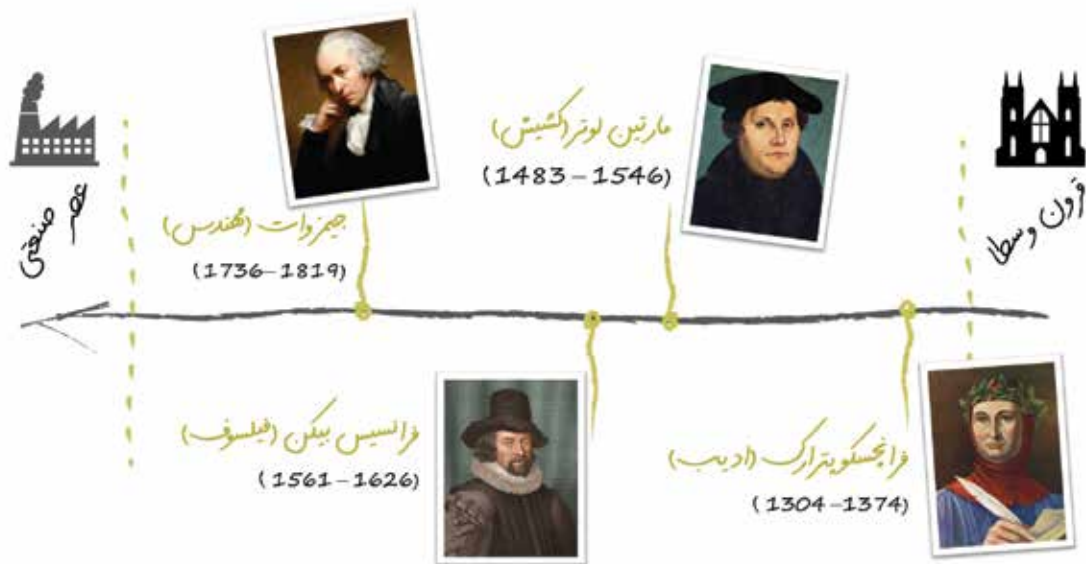 قرون وسطا
مارتین لوتر (کشیش)
(1483-1546)
جیمز وات (مهندس)
(1736-1819)
عصر صنعتی
فرانچسکو پترارک (ادیب)
(1304-1374)
فرانسیس بیکن (فیلسوف)
(1561-1626)